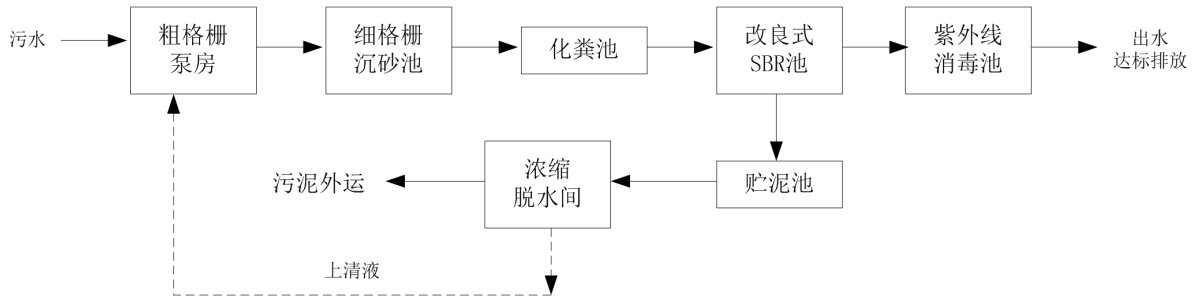 污水
粗格栅
泵房
细格栅
沉砂池
化粪池
改良式
SBR池
紫外线
消毒池
出水
达标排放
污泥外运
浓缩
脱水间
贮泥池
上清液